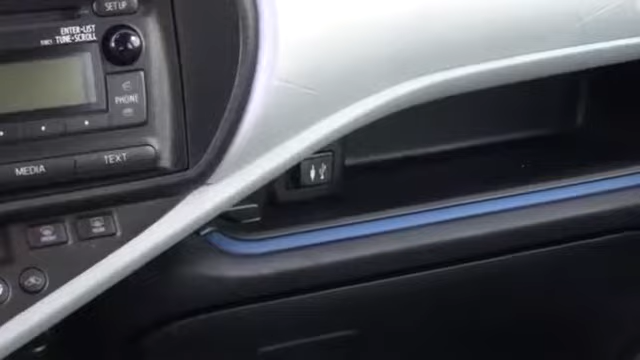 SETUP
ENTER-LIST
TUNE•SCROLL
PHONE
MEDIA
TEXT